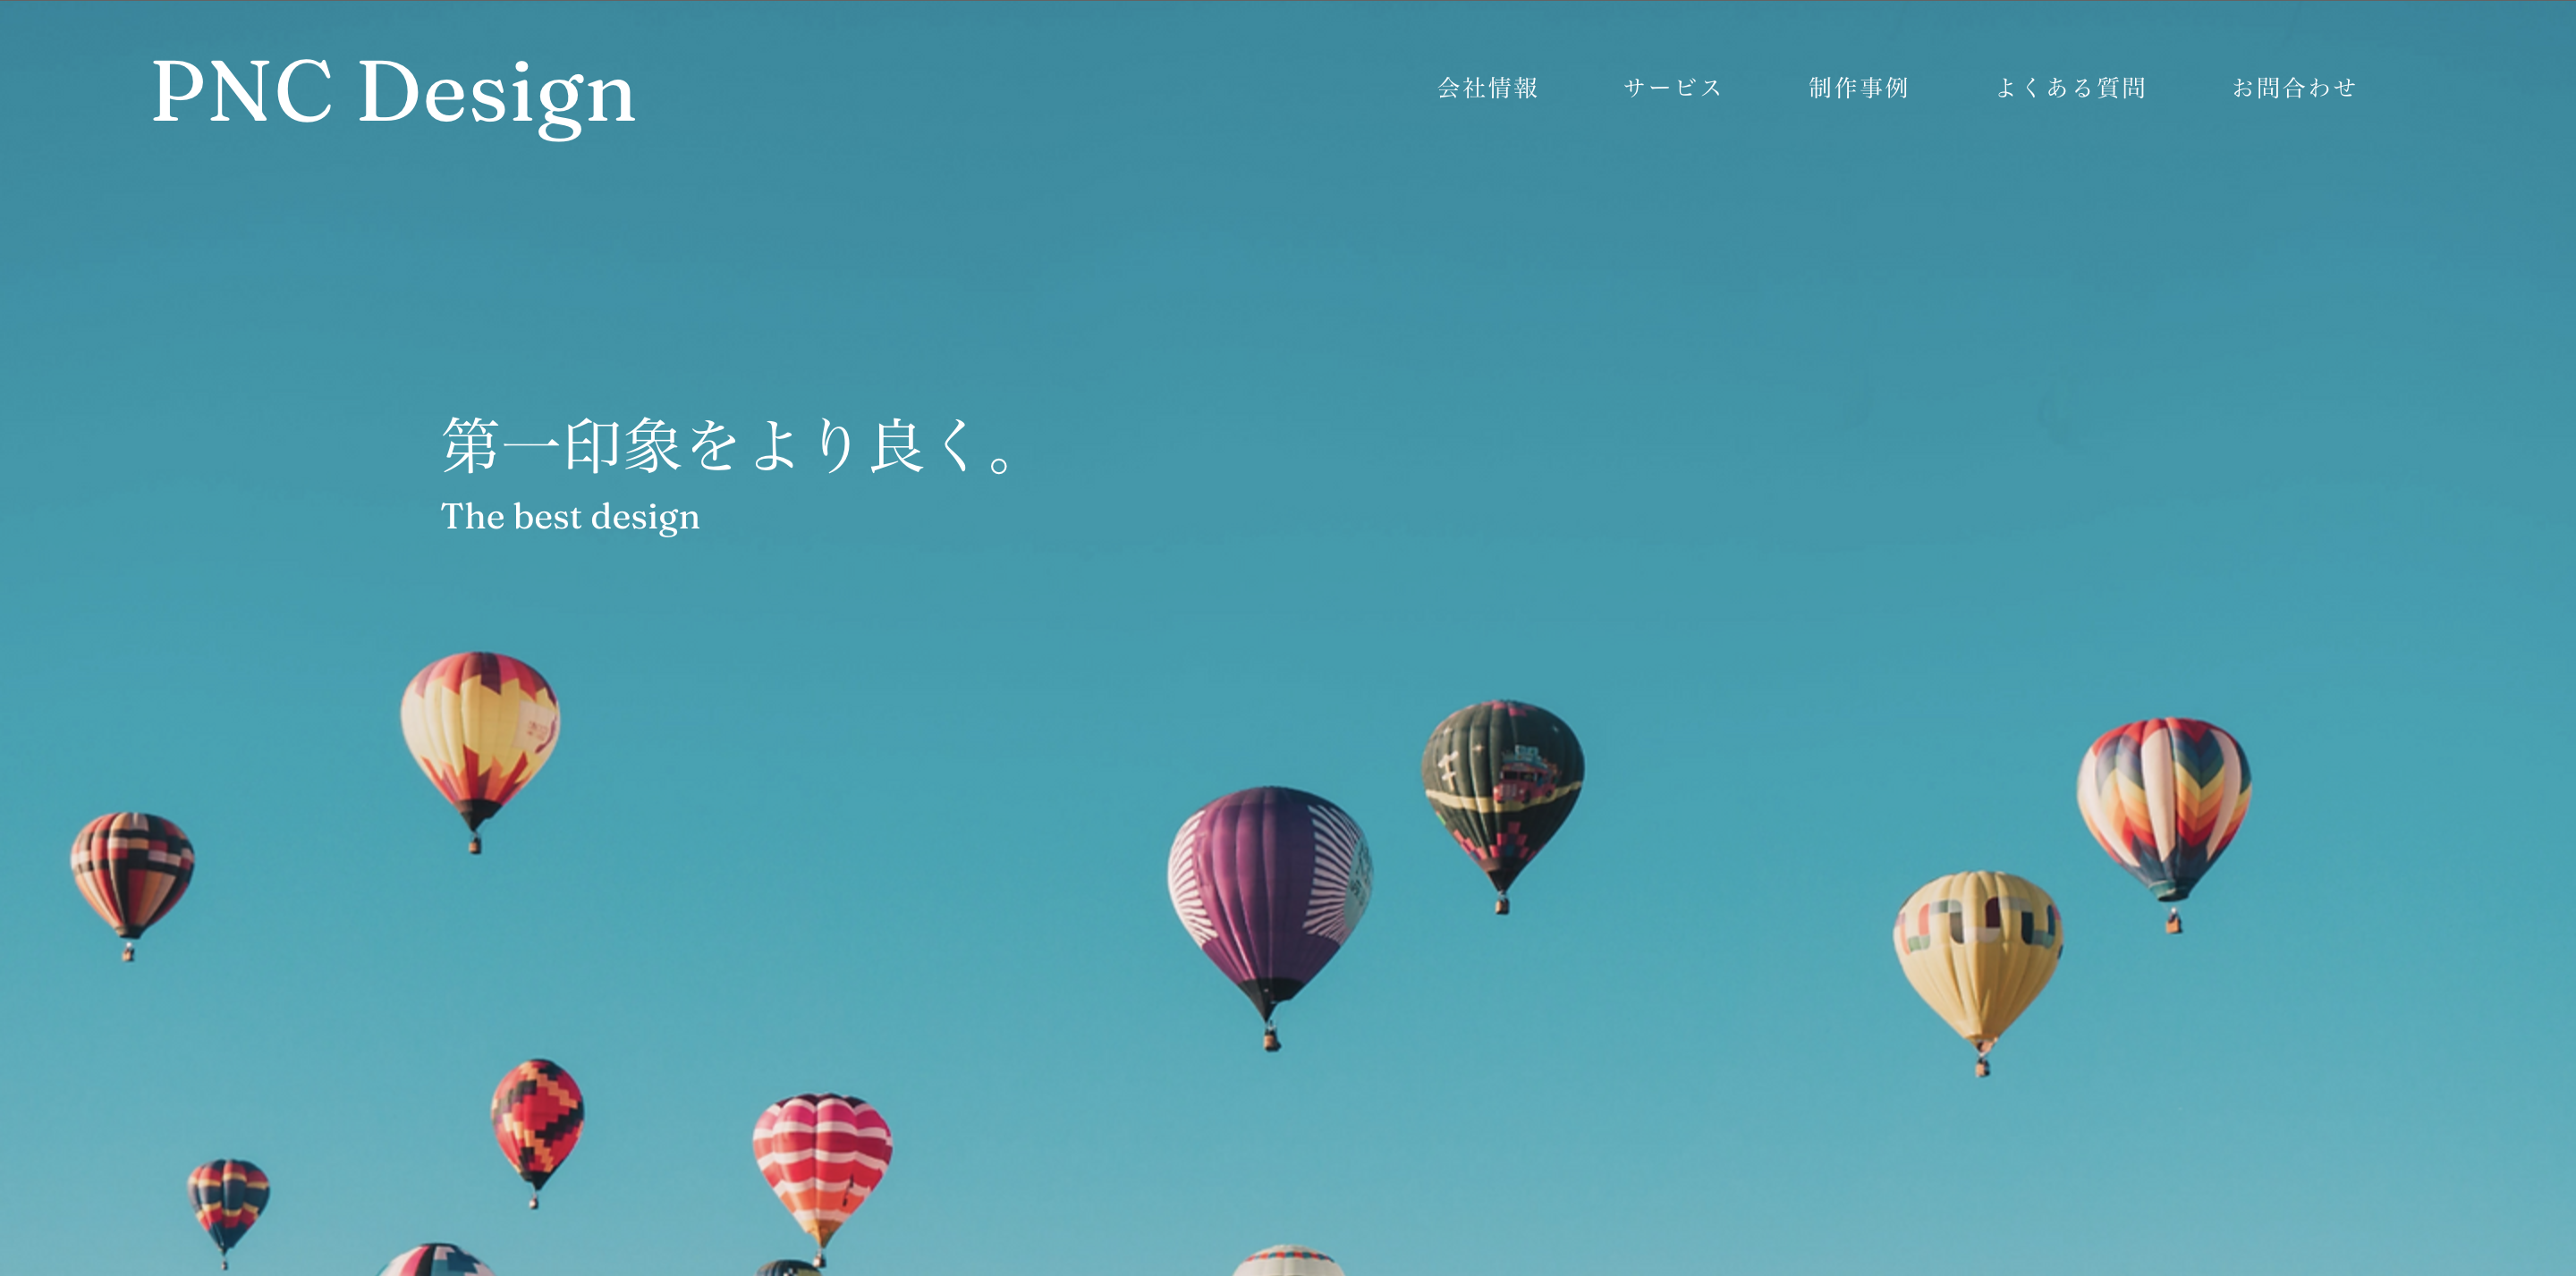 PNC Design
会社情報 サービス 制作事例 よくある質問 お問合わせ
第一印象をより良く。
The best design